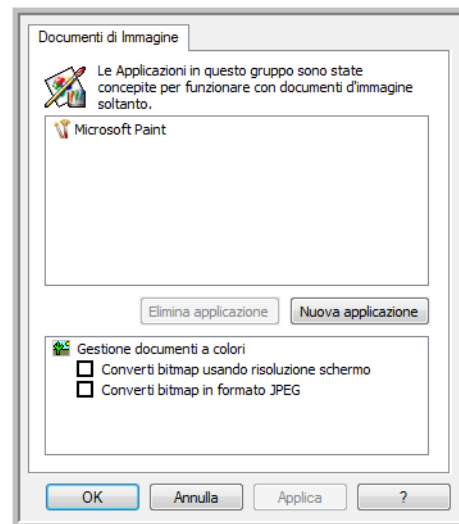 Documenti di Immagine
Le Applicazioni in questo gruppo sono state
concepite per funzionare con documenti d'immagine
soltanto.
Microsoft Paint
Elimina applicazione
Nuova applicazione
Gestione documenti a colori
Converti bitmap usando risoluzione schermo
Converti bitmap in formato JPEG
OK
Annulla
Applica
?